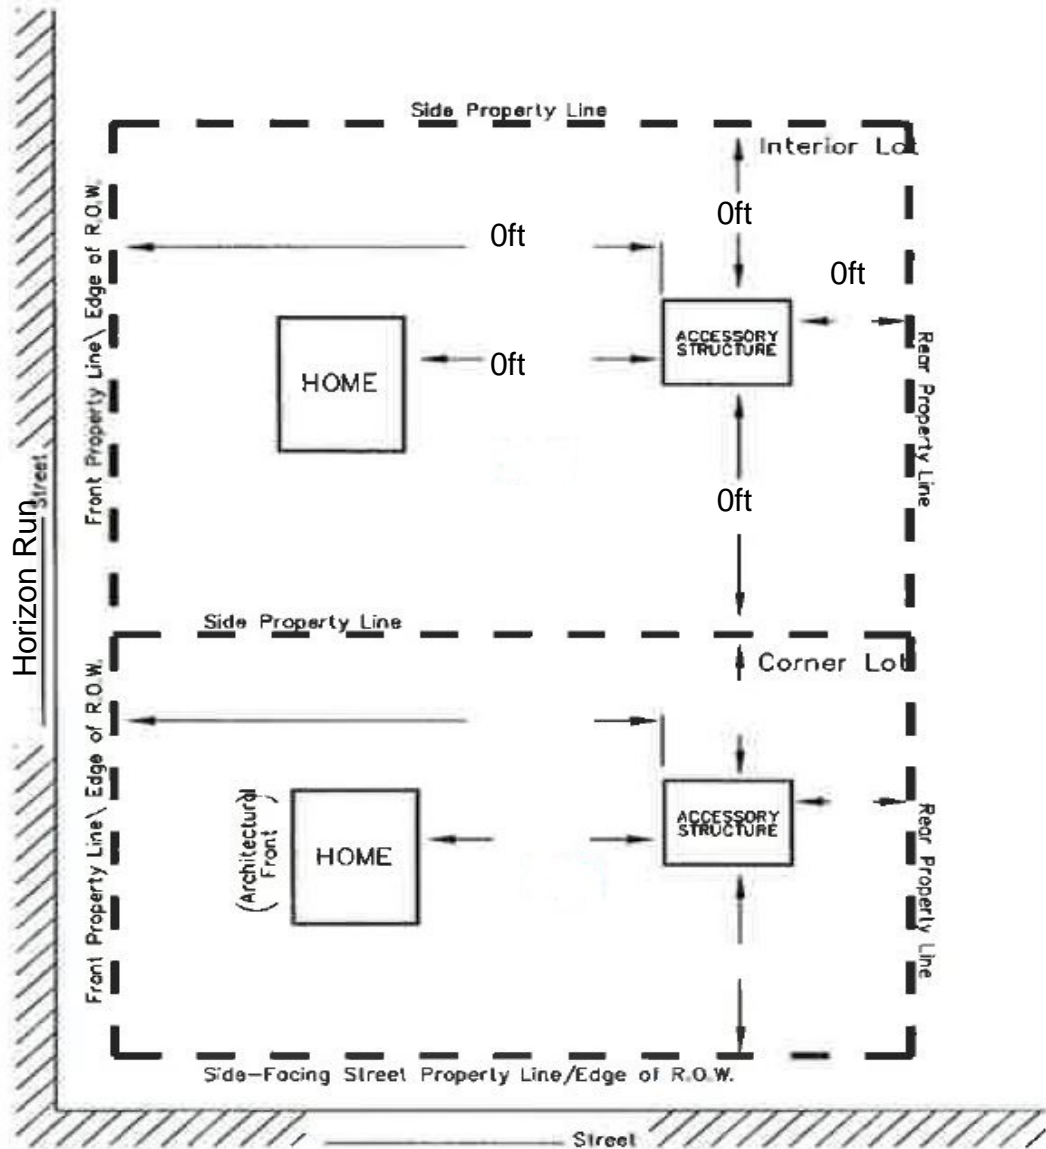 Side Property Line
Interior Lot
Front Property Line\ Edge of R.O.W.
0ft
0ft
0ft
ACCESSORY
STRUCTURE
HOME
0ft
Rear Property Line
Street
Horizon Run
0ft
Side Property Line
Corner Lot
Front Property Line\ Edge of R.O.W.
(Architectural
Front)
HOME
ACCESSORY
STRUCTURE
Rear Property Line
Side-Facing Street Property Line/Edge of R.O.W.
Street